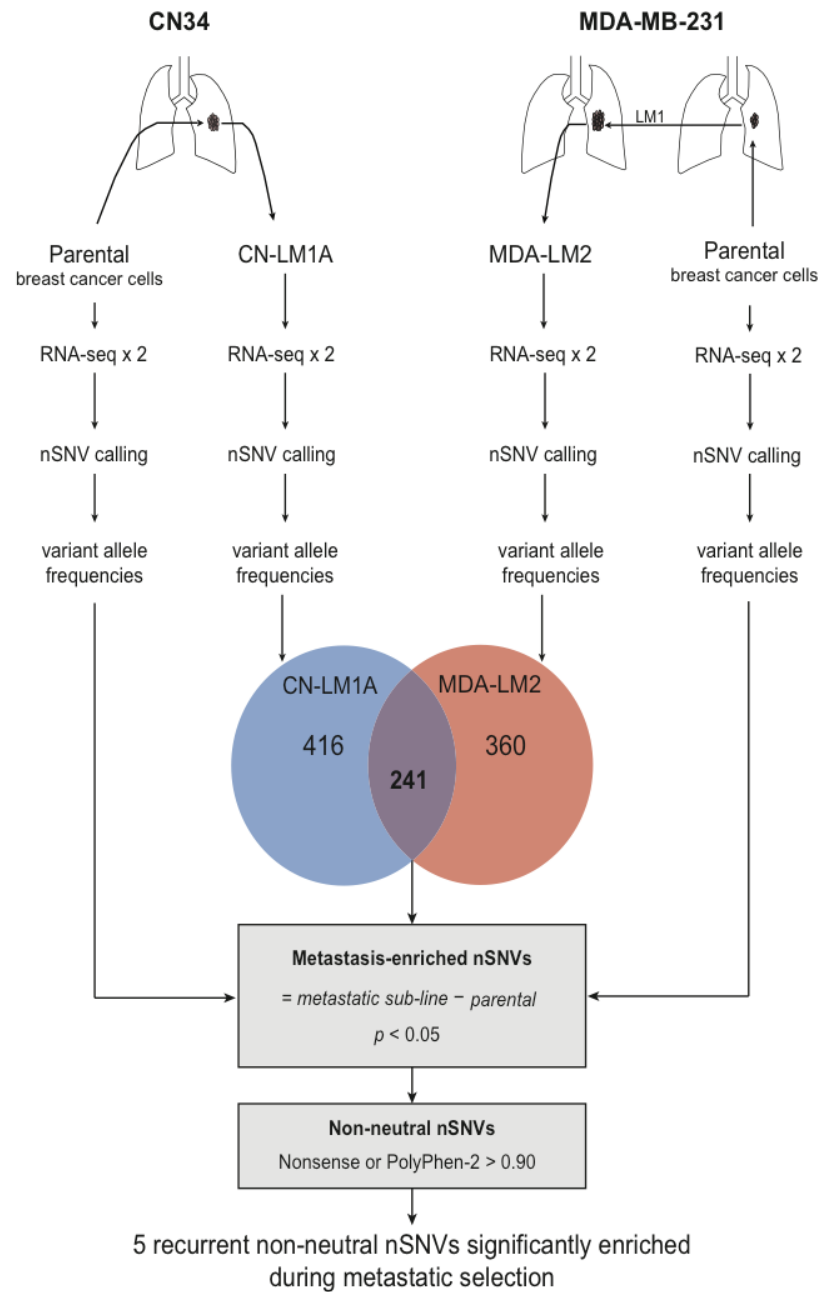 CN34
MDA-MB-231
LM1
Parental
breast cancer cells
CN-LM1A
MDA-LM2
Parental
breast cancer cells
RNA-seq x 2
RNA-seq x 2
RNA-seq x 2
RNA-seq x 2
nSNV calling
nSNV calling
nSNV calling
nSNV calling
variant allele
frequencies
variant allele
frequencies
variant allele
frequencies
variant allele
frequencies
CN-LM1A
MDA-LM2
416
241
360
Metastasis-enriched nSNVs
= metastatic sub-line − parental
p < 0.05
Non-neutral nSNVs
Nonsense or PolyPhen-2 > 0.90
5 recurrent non-neutral nSNVs significantly enriched
during metastatic selection